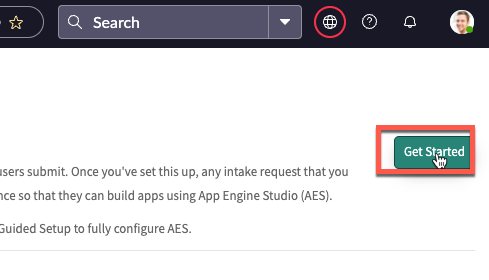 Search
Get Started
users submit. Once you've set this up, any intake request that you
nce so that they can build apps using App Engine Studio (AES).
Guided Setup to fully configure AES.